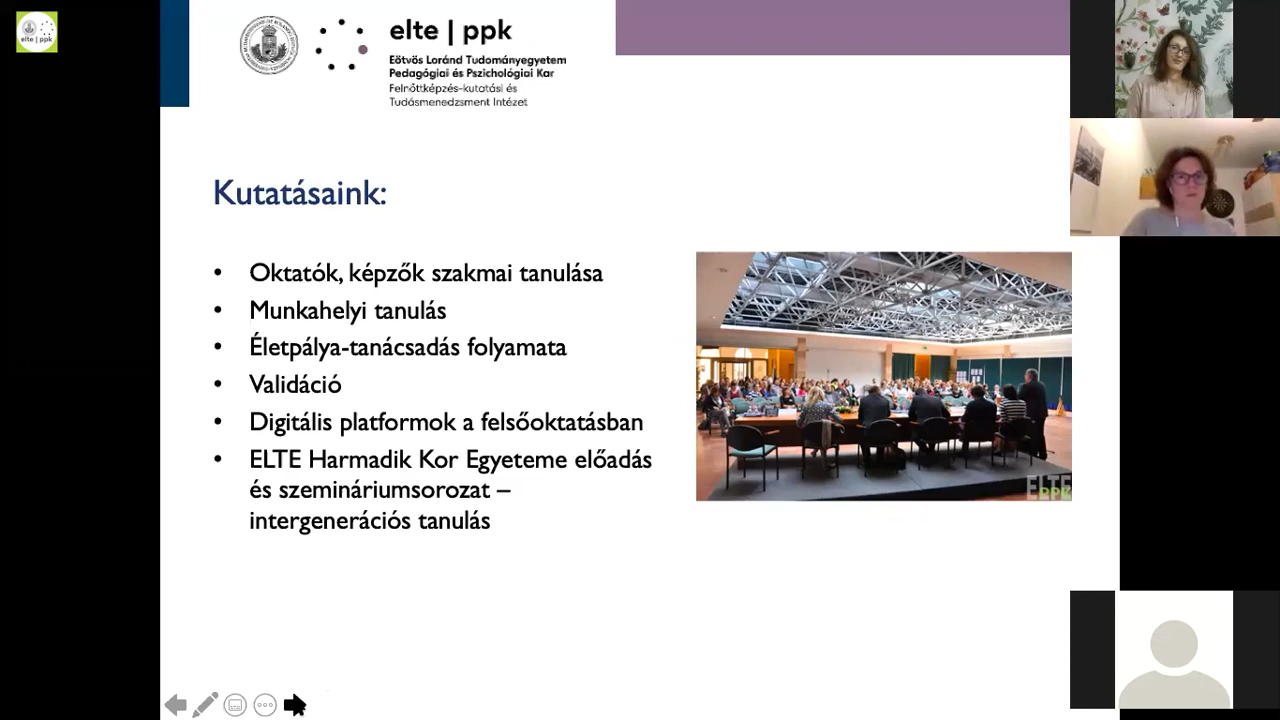 elte | ppk
elte | ppk
Eötvös Loránd Tudományegyetem
Pedagógiai és Pszichológiai Kar
Felnőttképzés-kutatási és
Tudásmenedzsment Intézet
Kutatásaink:
• Oktatók, képzők szakmai tanulása
• Munkahelyi tanulás
• Életpálya-tanácsadás folyamata
• Validáció
• Digitális platformok a felsőoktatásban
• ELTE Harmadik Kor Egyeteme előadás
és szemináriumsorozat –
intergenerációs tanulás
ELTE
PPK